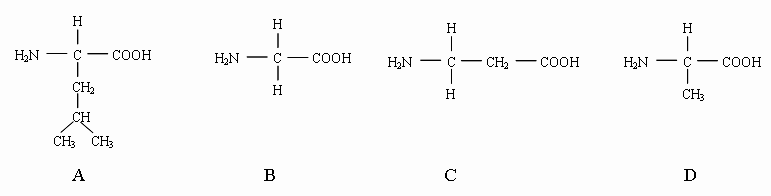 H H H H
H₂N C COOH H₂N C COOH H₂N C CH₂ COOH H₂N C COOH
CH₂ H H CH₃
CH
CH₃ CH₃
A B C D